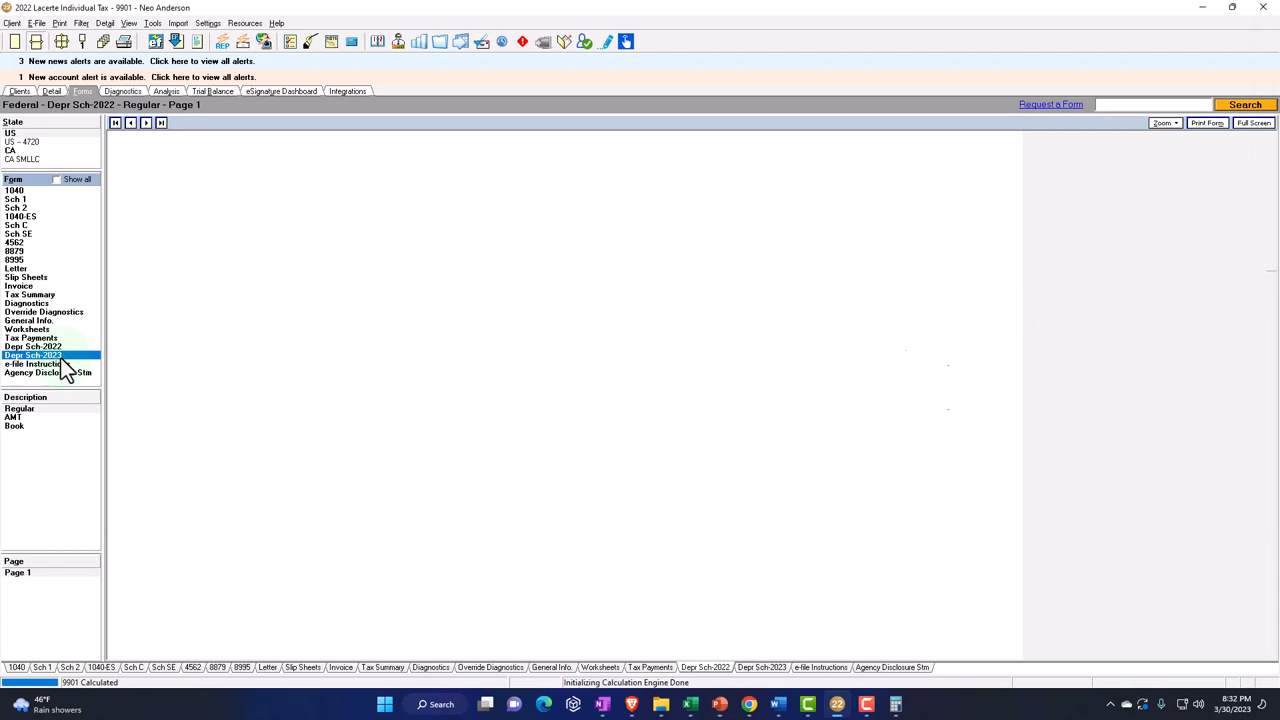 2022 Lacerte Individual Tax - 9901 - Neo Anderson
Client E-File Print Filter Detail View Tools Import Settings Resources Help
3 New news alerts are available. Click here to view all alerts.
1 New account alert is available. Click here to view all alerts.
Clients Detail Forms Diagnostics Analysis Trial Balance eSignature Dashboard Integrations
Federal - Depr Sch-2022 - Regular - Page 1 Request a Form Search
State
US
US – 4720
CA
CA SMLLC
Zoom Print Form Full Screen
Form Show all
1040
Sch 1
Sch 2
1040-ES
Sch C
Sch SE
4562
8879
8995
Letter
Slip Sheets
Invoice
Tax Summary
Diagnostics
Override Diagnostics
General Info.
Worksheets
Tax Payments
Depr Sch-2022
Depr Sch-2023
e-file
Agency Stm
Description
Regular
AMT
Book
Page
Page 1
1040 Sch 1 Sch 2 1040-ES Sch C Sch SE 4562 8879 8995 Letter Slip Sheets Invoice Tax Summary Diagnostics Override Diagnostics General Info. Worksheets Tax Payments Depr Sch-2022 Depr Sch-2023 e-file Instructions Agency Disclosure Stm
9901 Calculated Initializing Calculation Engine Done
46°F
Rain showers
Search
8:32 PM
3/30/2023